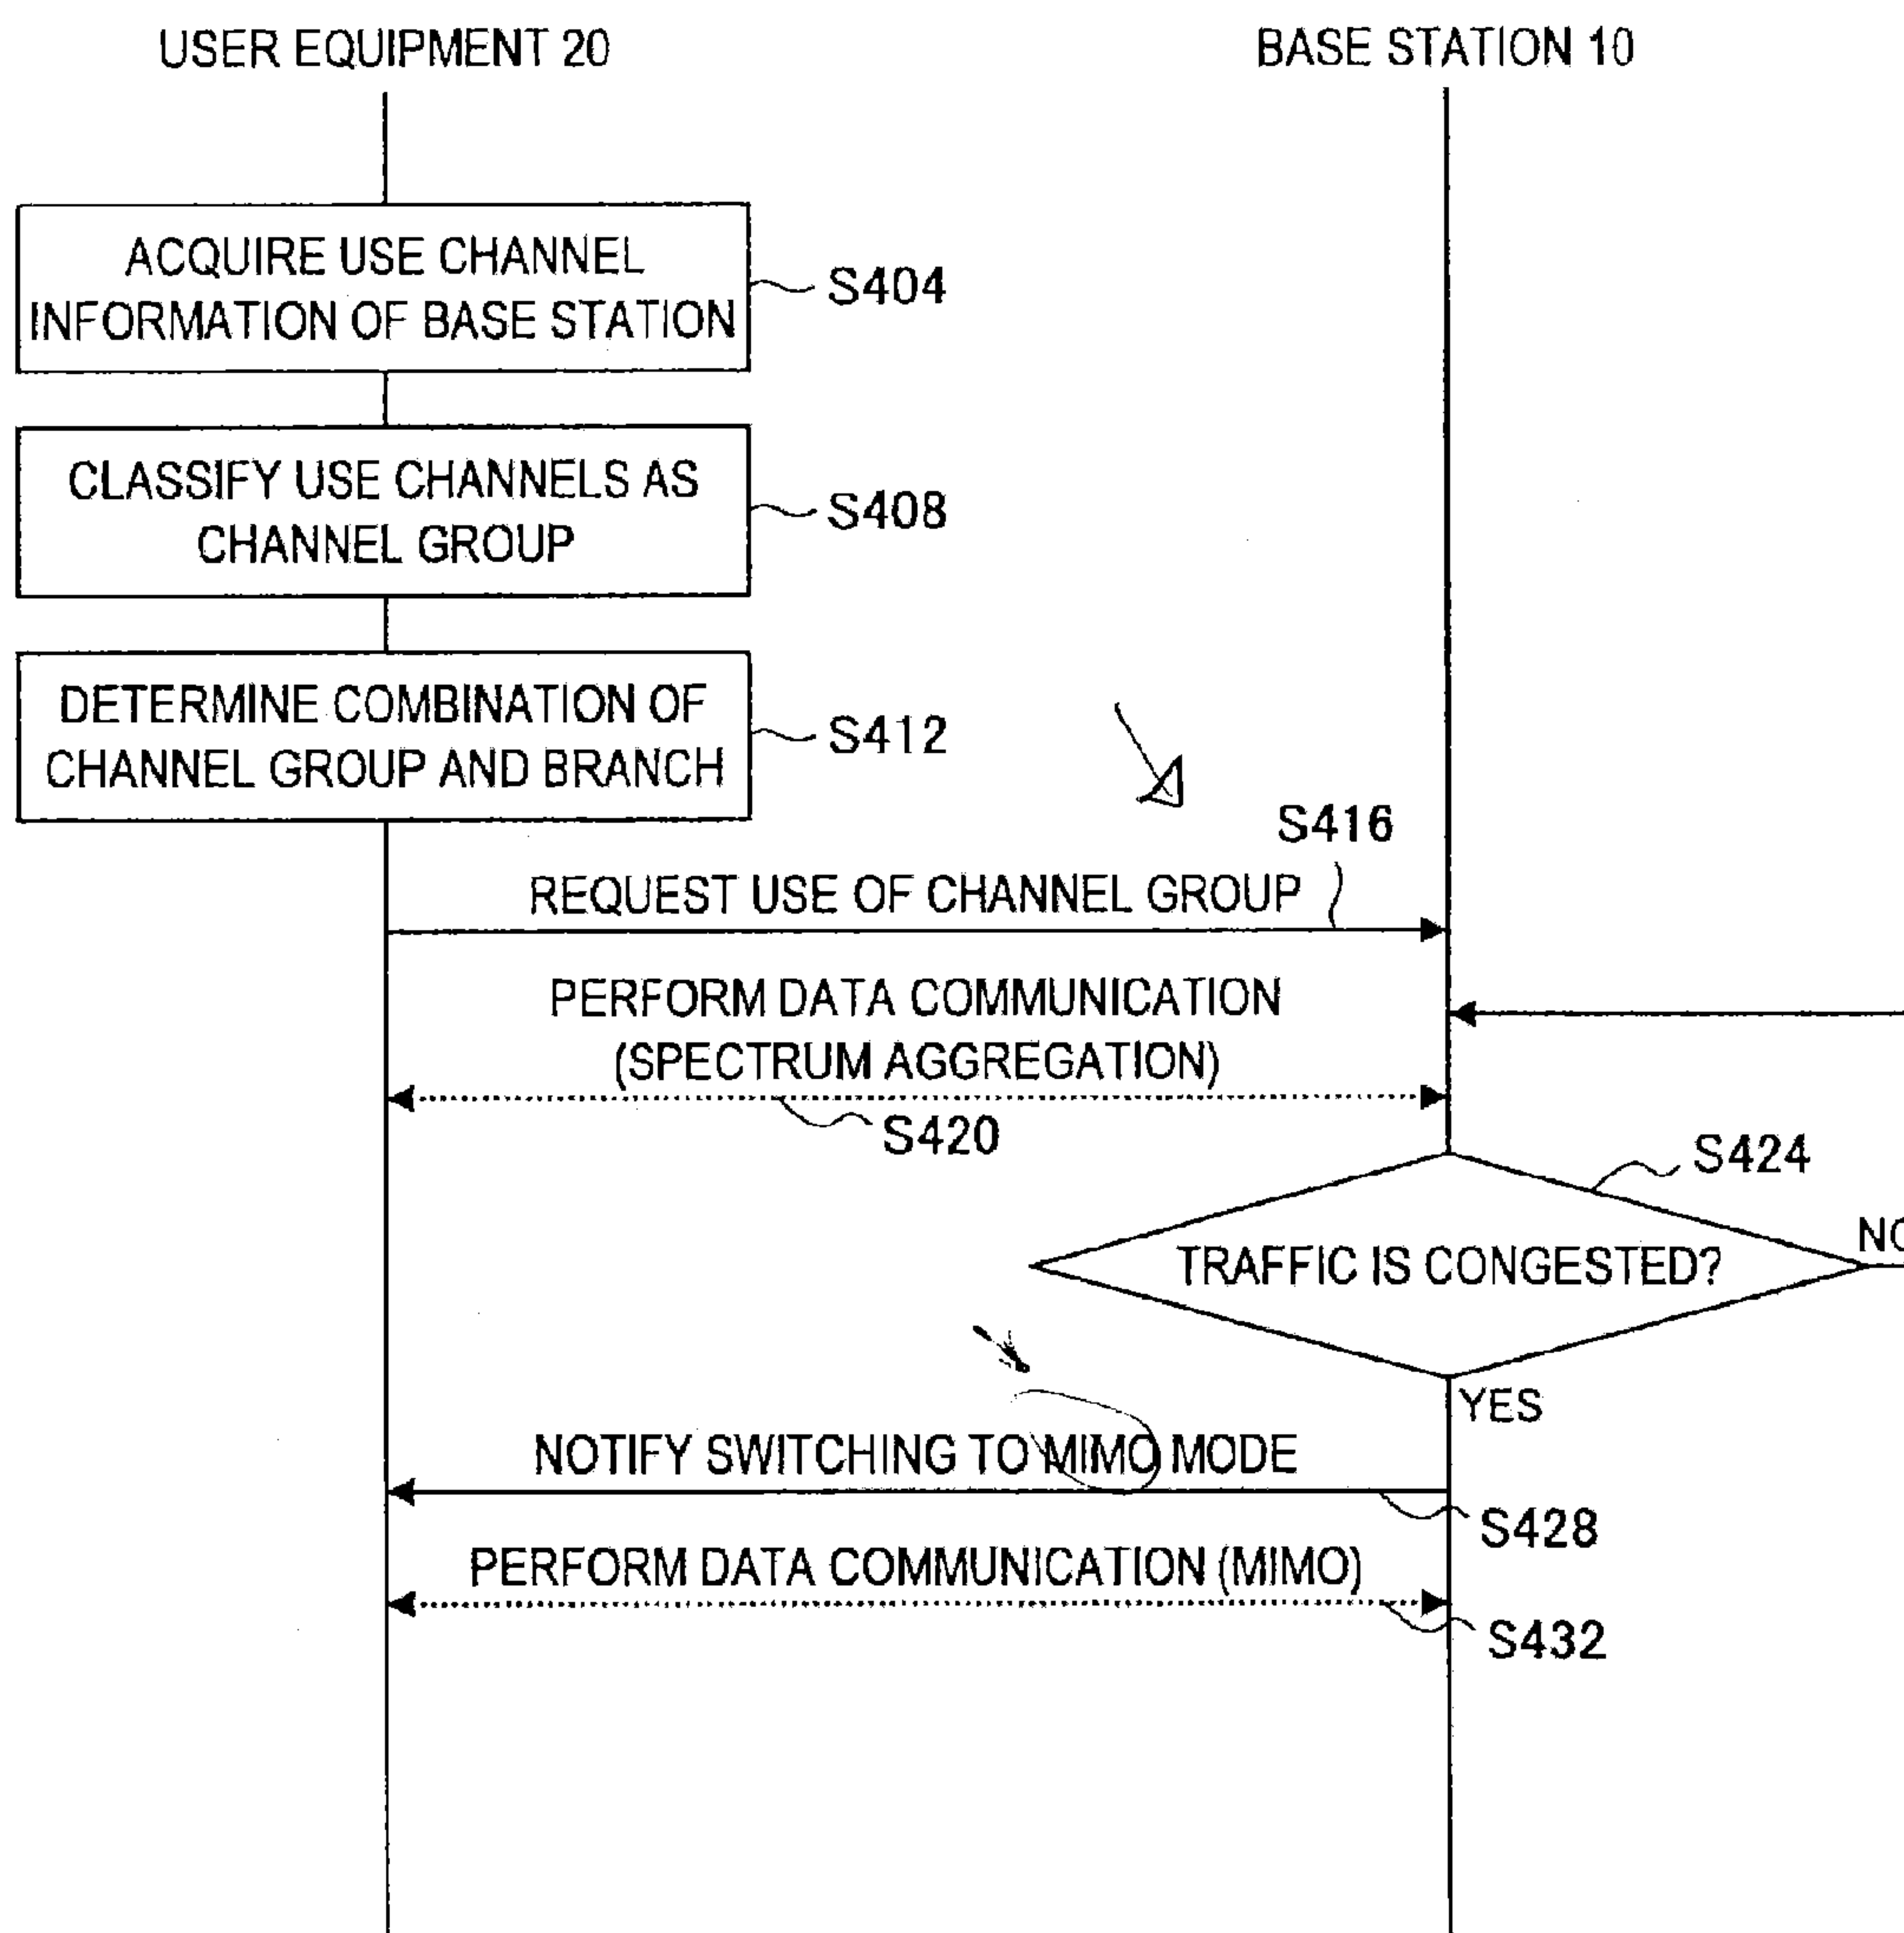 USER EQUIPMENT 20
BASE STATION 10
ACQUIRE USE CHANNEL
INFORMATION OF BASE STATION
S404
CLASSIFY USE CHANNELS AS
CHANNEL GROUP
S408
DETERMINE COMBINATION OF
CHANNEL GROUP AND BRANCH
S412
S416
REQUEST USE OF CHANNEL GROUP
PERFORM DATA COMMUNICATION
(SPECTRUM AGGREGATION)
S420
S424
TRAFFIC IS CONGESTED?
NO
YES
NOTIFY SWITCHING TO MIMO MODE
S428
PERFORM DATA COMMUNICATION (MIMO)
S432